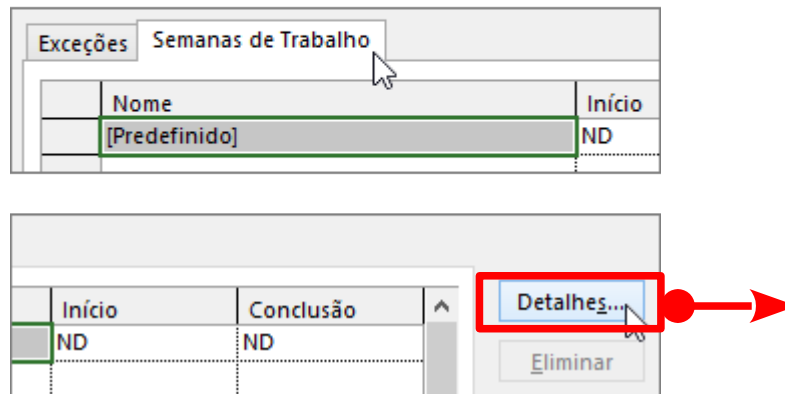 Exceções Semanas de Trabalho
Nome Início
[Predefinido] ND
Início Conclusão Detalhes...
ND ND
Eliminar